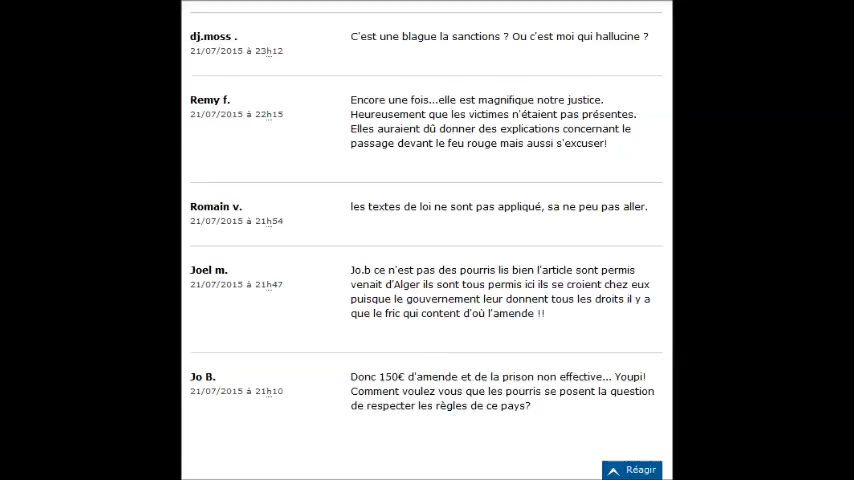 dj.moss .
21/07/2015 à 23h12
C'est une blague la sanctions ? Ou c'est moi qui hallucine ?
Remy f.
21/07/2015 à 22h15
Encore une fois...elle est magnifique notre justice.
Heureusement que les victimes n'étaient pas présentes.
Elles auraient dû donner des explications concernant le
passage devant le feu rouge mais aussi s'excuser!
Romain v.
21/07/2015 à 21h54
les textes de loi ne sont pas appliqué, sa ne peu pas aller.
Joel m.
21/07/2015 à 21h47
Jo.b ce n'est pas des pourris lis bien l'article sont permis
venait d'Alger ils sont tous permis ici ils se croient chez eux
puisque le gouvernement leur donnent tous les droits il y a
que le fric qui content d'où l'amende !!
Jo B.
21/07/2015 à 21h10
Donc 150€ d'amende et de la prison non effective... Youpi!
Comment voulez vous que les pourris se posent la question
de respecter les règles de ce pays?
Réagir